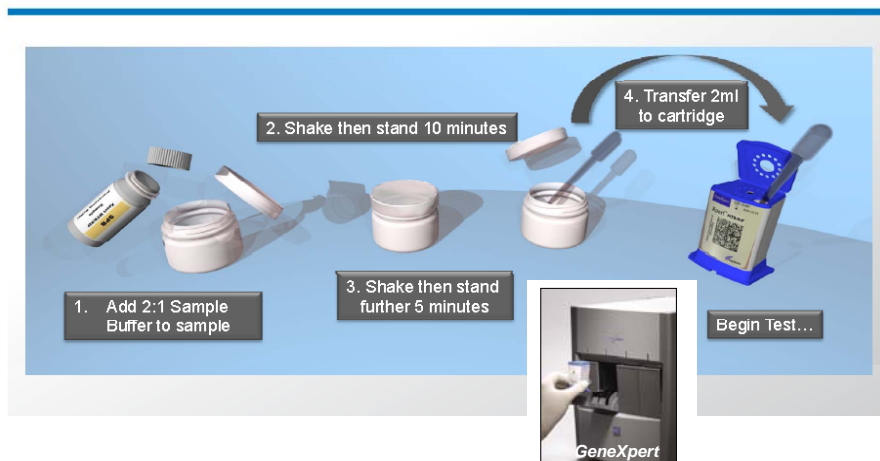 1. Add 2:1 Sample
Buffer to sample
2. Shake then stand 10 minutes
3. Shake then stand
further 5 minutes
4. Transfer 2ml
to cartridge
Xpert
Begin Test...
GeneXpert